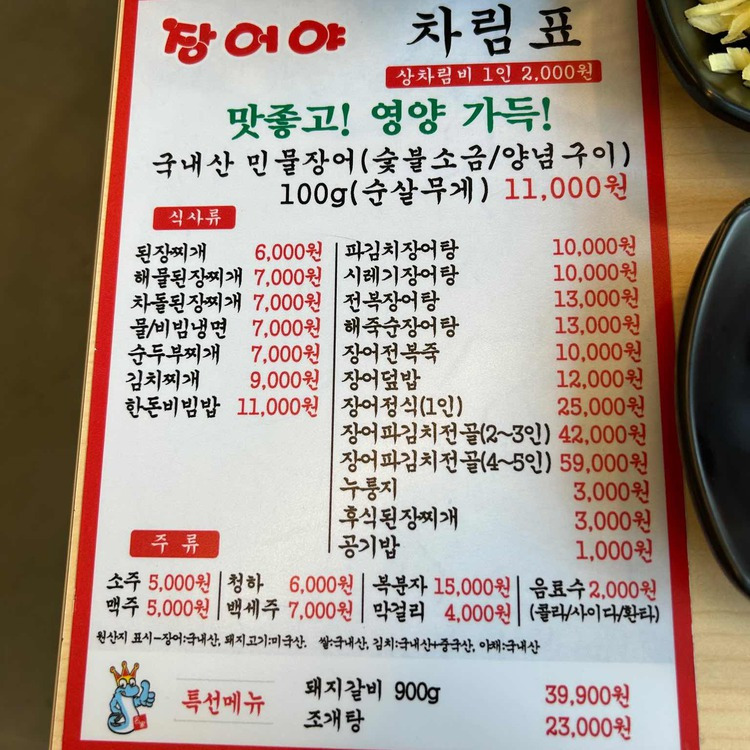 장어야 차림표
상차림비 1인 2,000원
맛좋고! 영양 가득!
국내산 민물장어(숯불소금/양념구이)
100g(순살무게) 11,000원
식사류
된장찌개 6,000원
해물된장찌개 7,000원
차돌된장찌개 7,000원
물/비빔냉면 7,000원
순두부찌개 7,000원
김치찌개 9,000원
한돈비빔밥 11,000원
파김치장어탕 10,000원
시레기장어탕 10,000원
전복장어탕 13,000원
해죽순장어탕 13,000원
장어전복죽 10,000원
장어덮밥 12,000원
장어정식(1인) 25,000원
장어파김치전골(2~3인) 42,000원
장어파김치전골(4~5인) 59,000원
누룽지 3,000원
후식된장찌개 3,000원
공기밥 1,000원
주 류
소주 5,000원 청하 6,000원 복분자 15,000원 음료수 2,000원
맥주 5,000원 백세주 7,000원 막걸리 4,000원 (콜라/사이다/환타)
원산지 표시-장어:국내산, 돼지고기:미국산, 쌀:국내산, 김치:국내산+중국산, 야채:국내산
특선메뉴
돼지갈비 900g 39,900원
조개탕 23,000원